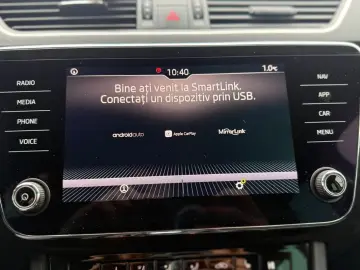 10:40
1.0°C
RADIO
MEDIA
PHONE
VOICE
Bine ați venit la SmartLink.
Conectați un dispozitiv prin USB.
androidauto
Apple CarPlay
MirrorLink
NAV
APP
CAR
MENU